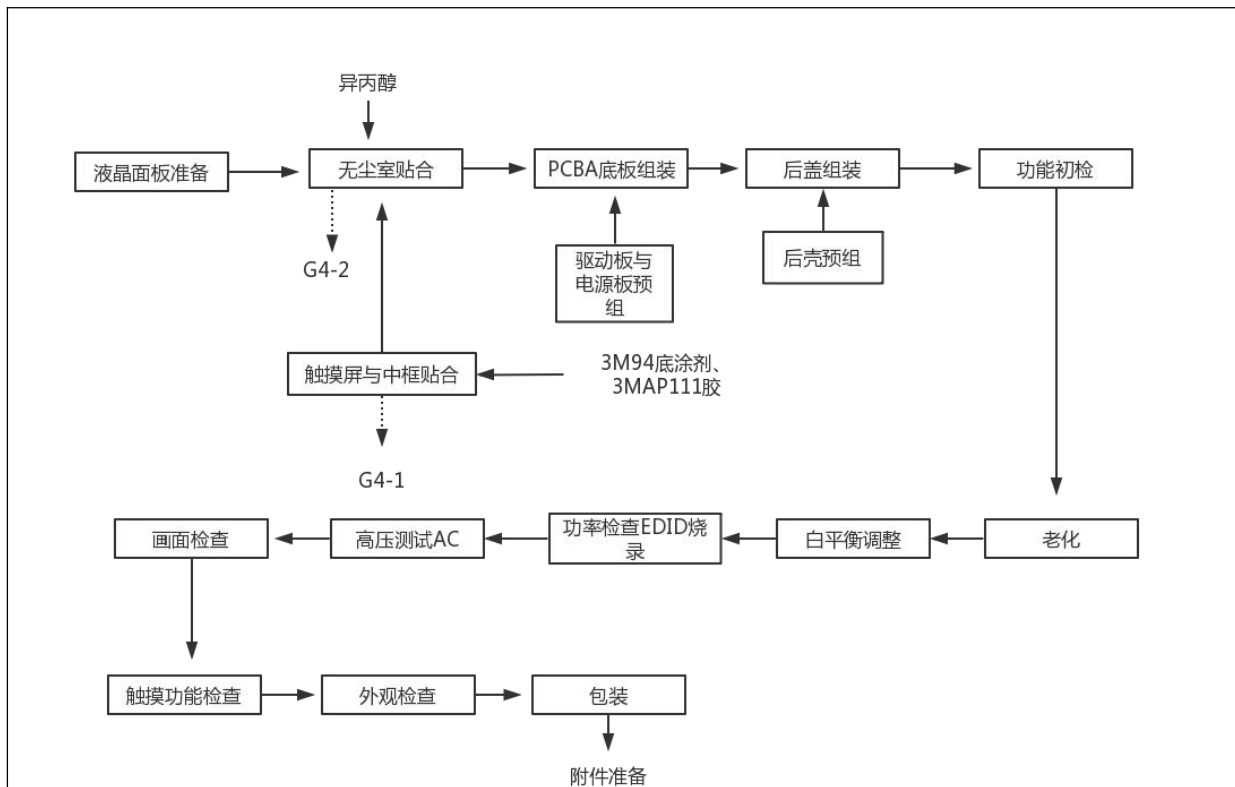 异丙醇
液晶面板准备
无尘室贴合
PCBA底板组装
后盖组装
功能初检
G4-2
驱动板与
电源板预
组
后壳预组
触摸屏与中框贴合
3M94底涂剂、
3MAP111胶
G4-1
画面检查
高压测试AC
功率检查EDID烧
录
白平衡调整
老化
触摸功能检查
外观检查
包装
附件准备